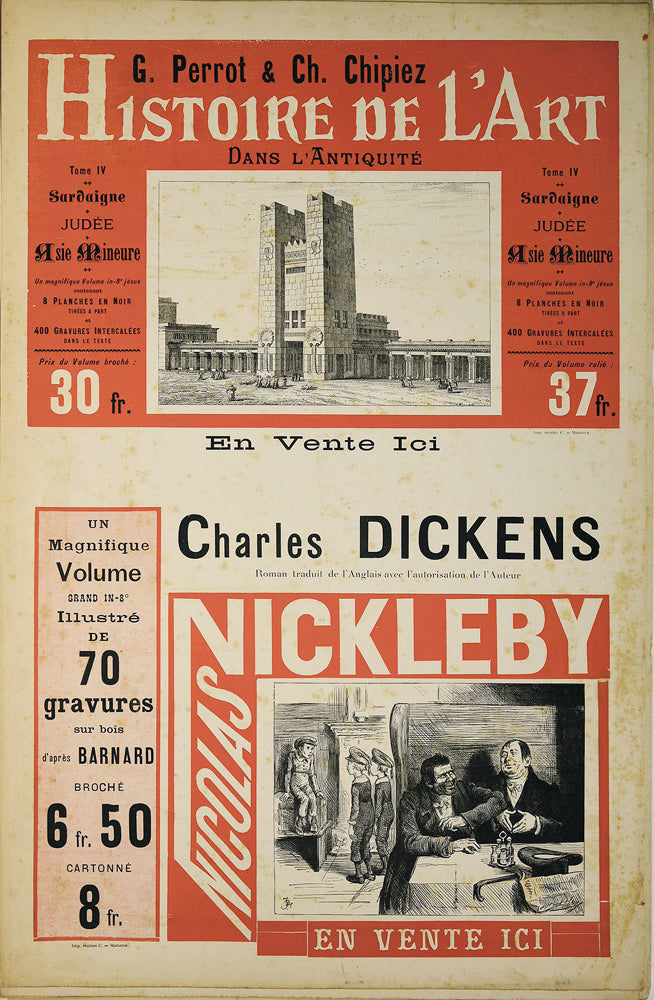 G. Perrot & Ch. Chipiez
HISTOIRE DE L'ART
DANS L'ANTIQUITÉ
Tome IV
Sardaigne
JUDÉE
Asie Mineure
Un magnifique Volume in-8º jésus
contenant
8 PLANCHES EN NOIR
TIRÉES A PART
et
400 GRAVURES INTERCALÉES
DANS LE TEXTE
Prix du Volume broché :
30 fr.
Tome IV
Sardaigne
JUDÉE
Asie Mineure
Un magnifique Volume in-8º jésus
contenant
8 PLANCHES EN NOIR
TIRÉES A PART
et
400 GRAVURES INTERCALÉES
DANS LE TEXTE
Prix du Volume relié :
37 fr.
En Vente Ici
UN
Magnifique
Volume
GRAND IN-8º
Illustré
DE
70
gravures
sur bois
d'après BARNARD
BROCHÉ
6 fr. 50
CARTONNÉ
8 fr.
Charles DICKENS
Roman traduit de l'Anglais avec l'autorisation de l'Auteur
NICOLAS
NICKLEBY
EN VENTE ICI